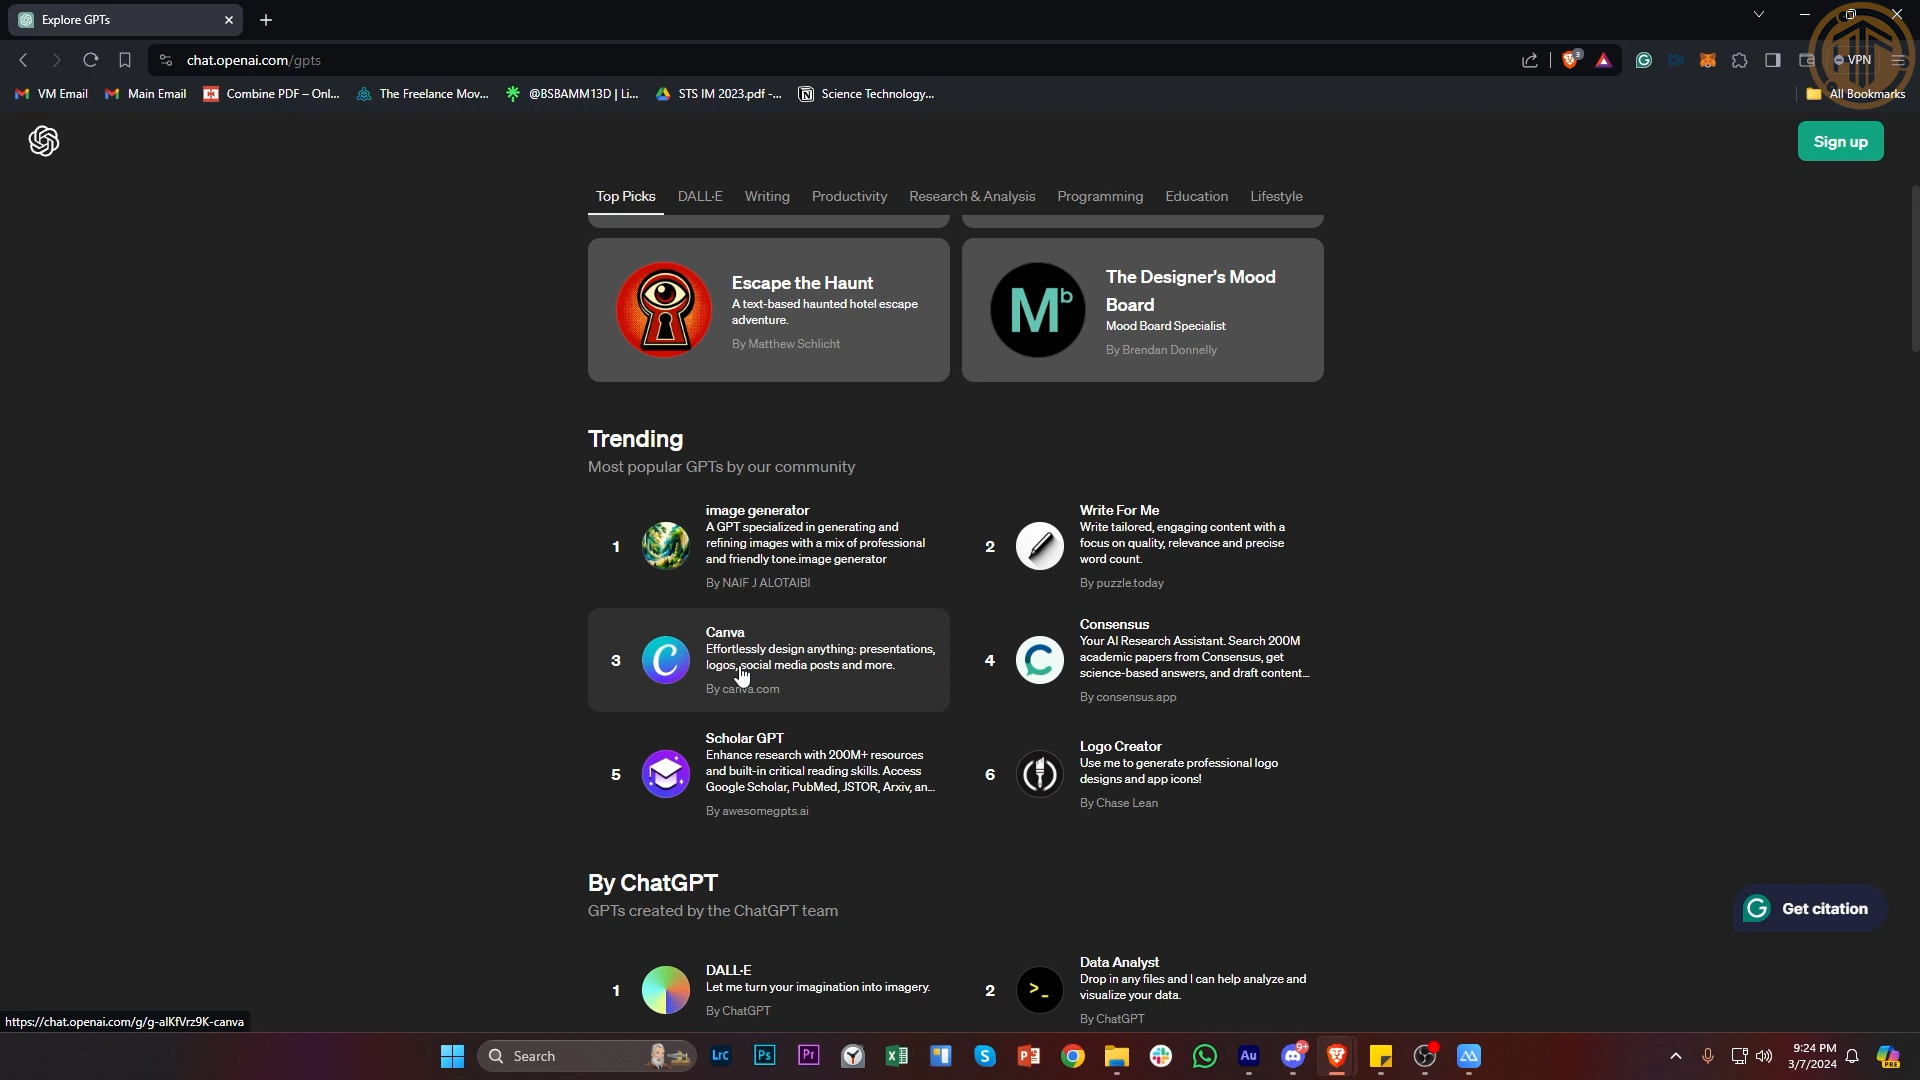 Explore GPTs
chat.openai.com/gpts
3
VPN
VM Email
Main Email
Combine PDF – Onl...
The Freelance Mov...
@BSBAMM13D | Li...
STS IM 2023.pdf -...
Science Technology...
All Bookmarks
Sign up
Top Picks
DALL·E
Writing
Productivity
Research & Analysis
Programming
Education
Lifestyle
Escape the Haunt
A text-based haunted hotel escape
adventure.
By Matthew Schlicht
Mb
The Designer's Mood
Board
Mood Board Specialist
By Brendan Donnelly
Trending
Most popular GPTs by our community
1
image generator
A GPT specialized in generating and
refining images with a mix of professional
and friendly tone.image generator
By NAIF J ALOTAIBI
2
Write For Me
Write tailored, engaging content with a
focus on quality, relevance and precise
word count.
By puzzle.today
3
Canva
Effortlessly design anything: presentations,
logos, social media posts and more.
By canva.com
4
Consensus
Your AI Research Assistant. Search 200M
academic papers from Consensus, get
science-based answers, and draft content...
By consensus.app
5
Scholar GPT
Enhance research with 200M+ resources
and built-in critical reading skills. Access
Google Scholar, PubMed, JSTOR, Arxiv, an...
By awesomegpts.ai
6
Logo Creator
Use me to generate professional logo
designs and app icons!
By Chase Lean
By ChatGPT
GPTs created by the ChatGPT team
Get citation
1
DALL·E
Let me turn your imagination into imagery.
By ChatGPT
2
Data Analyst
Drop in any files and I can help analyze and
visualize your data.
By ChatGPT
https://chat.openai.com/g/g-alKfVrz9K-canva
Search
LrC
Ps
Pr
Au
9+
9:24 PM
3/7/2024
PRE